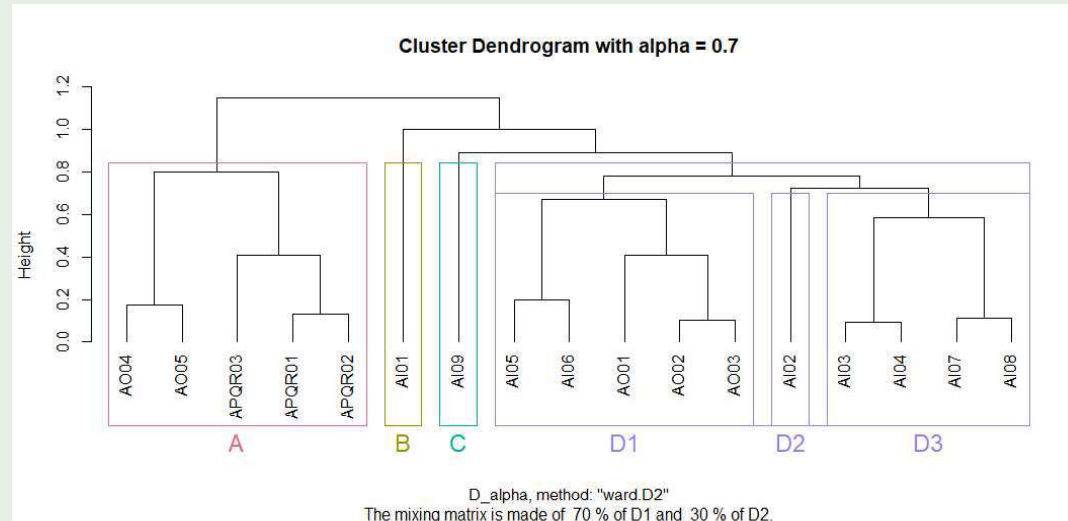 Cluster Dendrogram with alpha = 0.7
Height
1.2
1.0
0.8
0.6
0.4
0.2
0.0
AO04
AO05
APQR03
APQR01
APQR02
AI01
AI09
AI05
AI06
AO01
AO02
AO03
AI02
AI03
AI04
AI07
AI08
A
B
C
D1
D2
D3
D_alpha, method: "ward.D2"
The mixing matrix is made of 70 % of D1 and 30 % of D2.